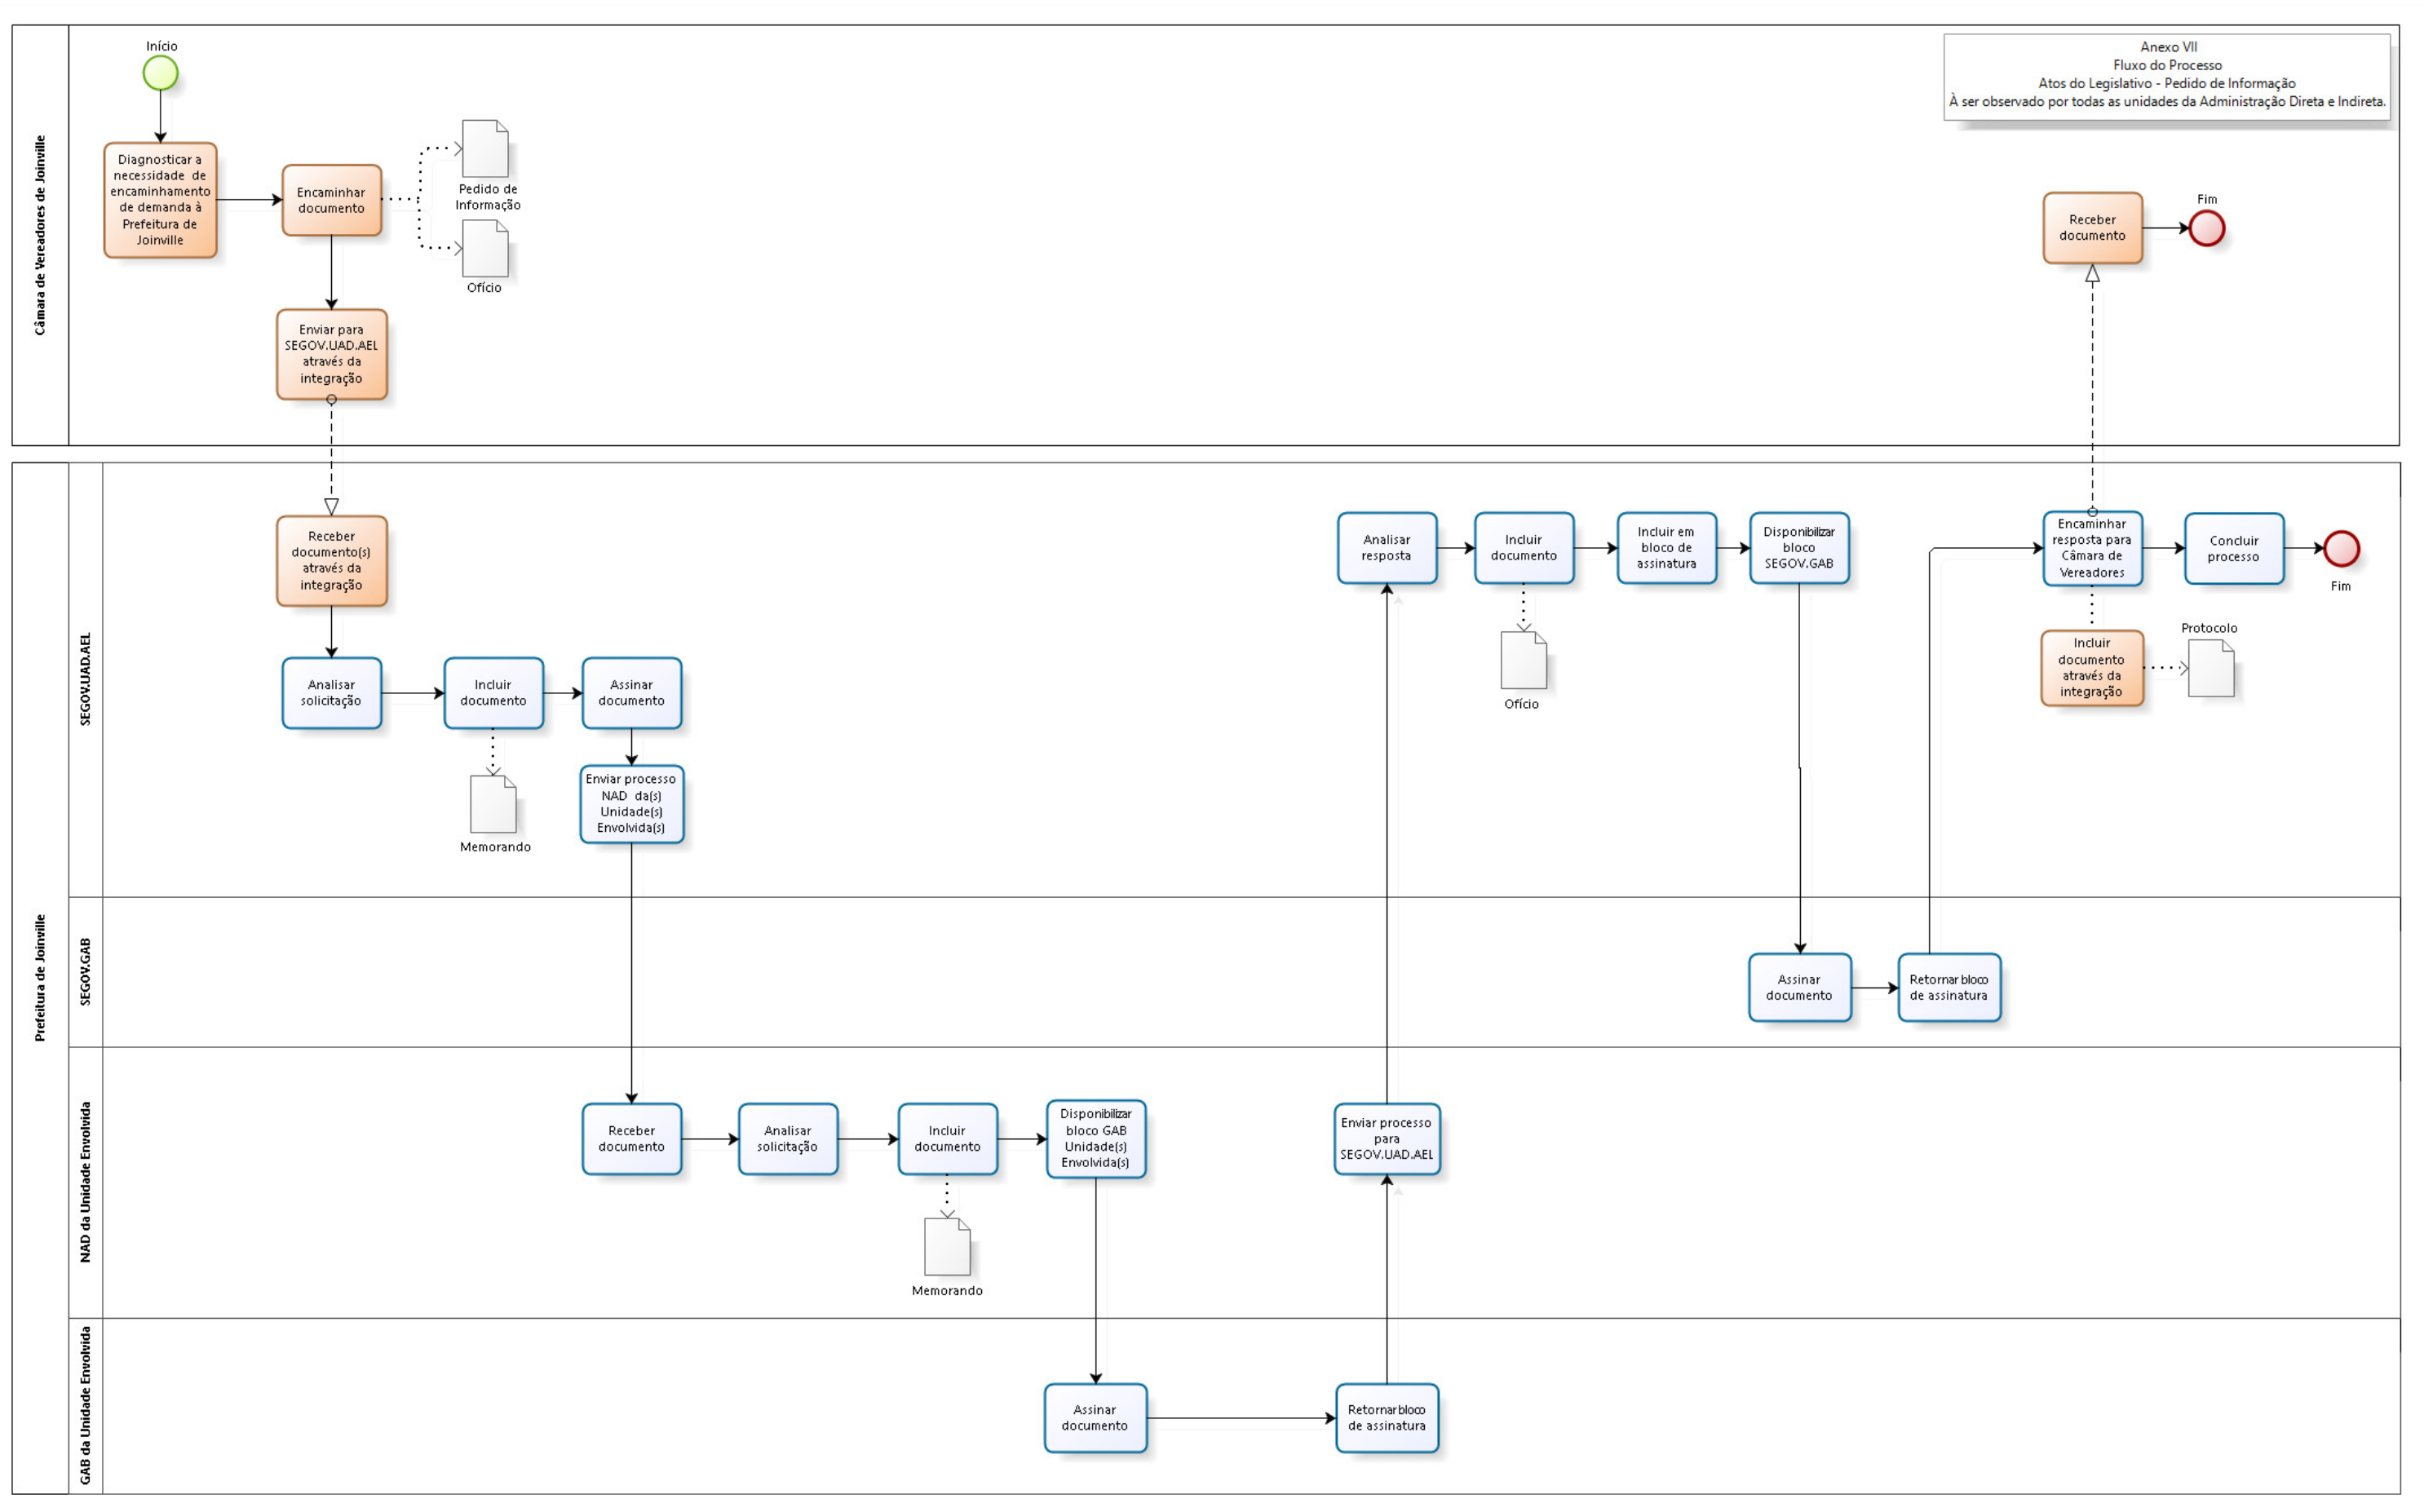 Anexo VII
Fluxo do Processo
Atos do Legislativo - Pedido de Informação
À ser observado por todas as unidades da Administração Direta e Indireta.
Câmara de Vereadores de Joinville
Início
Diagnosticar a
necessidade de
encaminhamento
de demanda à
Prefeitura de
Joinville
Encaminhar
documento
Pedido de
Informação
Ofício
Enviar para
SEGOV.UAD.AEL
através da
integração
Receber
documento
Fim
Prefeitura de Joinville
SEGOV.UAD.AEL
Receber
documento(s)
através da
integração
Analisar
solicitação
Incluir
documento
Memorando
Assinar
documento
Enviar processo
NAD da(s)
Unidade(s)
Envolvida(s)
Analisar
resposta
Incluir
documento
Ofício
Incluir em
bloco de
assinatura
Disponibilizar
bloco
SEGOV.GAB
Encaminhar
resposta para
Câmara de
Vereadores
Concluir
processo
Fim
Incluir
documento
através da
integração
Protocolo
SEGOV.GAB
Assinar
documento
Retornar bloco
de assinatura
NAD da Unidade Envolvida
Receber
documento
Analisar
solicitação
Incluir
documento
Memorando
Disponibilizar
bloco GAB
Unidade(s)
Envolvida(s)
Enviar processo
para
SEGOV.UAD.AEL
GAB da Unidade Envolvida
Assinar
documento
Retornar bloco
de assinatura